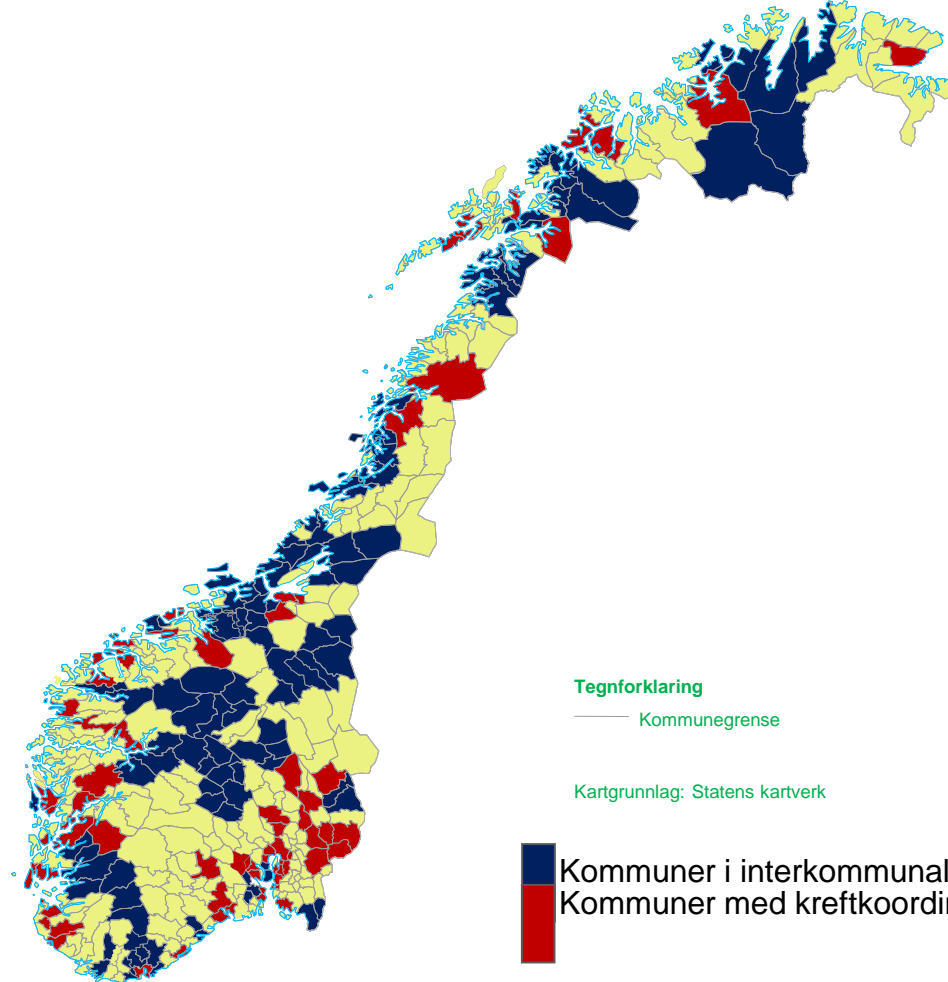 Tegnforklaring
Kommunegrense
Kartgrunnlag: Statens kartverk
Kommuner i interkommunal
Kommuner med kreftkoordi